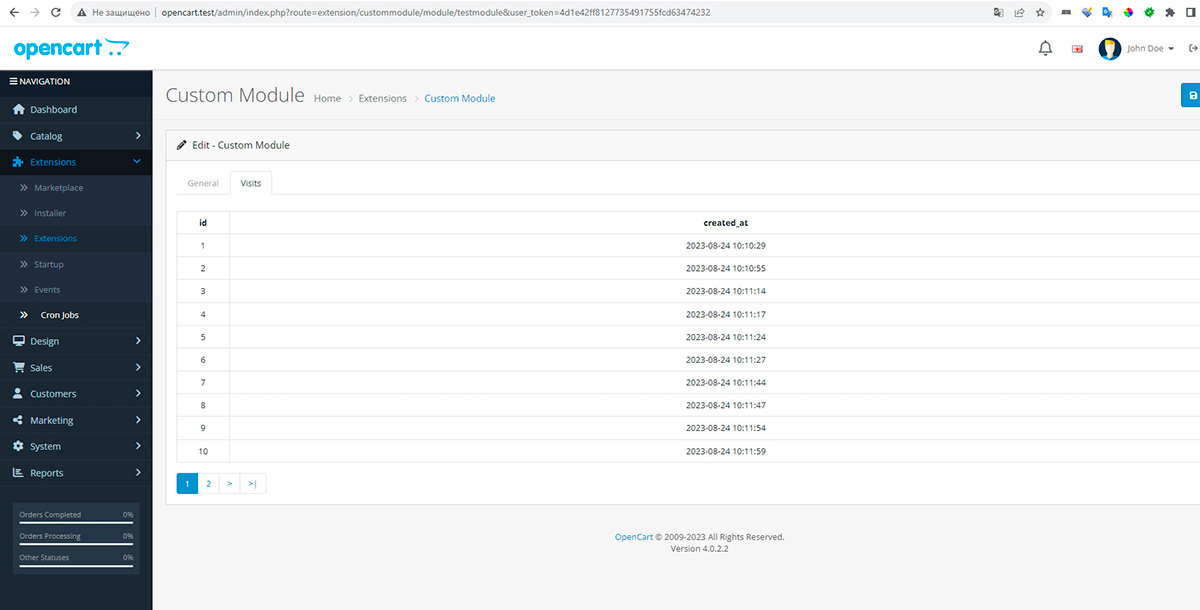 Не защищено | opencart.test/admin/index.php?route=extension/custommodule/module/testmodule&user_token=4d1e42ff8127735491755fcd63474232
opencart
John Doe
NAVIGATION
Dashboard
Catalog
Extensions
Marketplace
Installer
Extensions
Startup
Events
Cron Jobs
Design
Sales
Customers
Marketing
System
Reports
Orders Completed 0%
Orders Processing 0%
Other Statuses 0%
Custom Module Home > Extensions > Custom Module
Edit - Custom Module
General Visits
id created_at
1 2023-08-24 10:10:29
2 2023-08-24 10:10:55
3 2023-08-24 10:11:14
4 2023-08-24 10:11:17
5 2023-08-24 10:11:24
6 2023-08-24 10:11:27
7 2023-08-24 10:11:44
8 2023-08-24 10:11:47
9 2023-08-24 10:11:54
10 2023-08-24 10:11:59
1 2 > >|
OpenCart © 2009-2023 All Rights Reserved.
Version 4.0.2.2